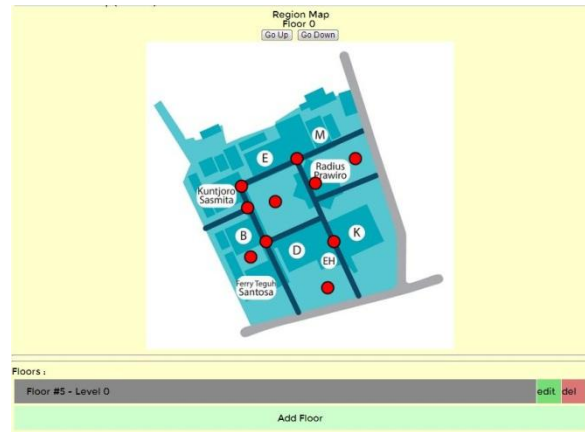 Region Map
Floor 0
Go Up Go Down
M
E
Radius
Prawiro
Kuntjoro
Sasmita
B
K
D
EH
Ferry Teguh
Santosa
Floors :
Floor #5 - Level 0 edit del
Add Floor